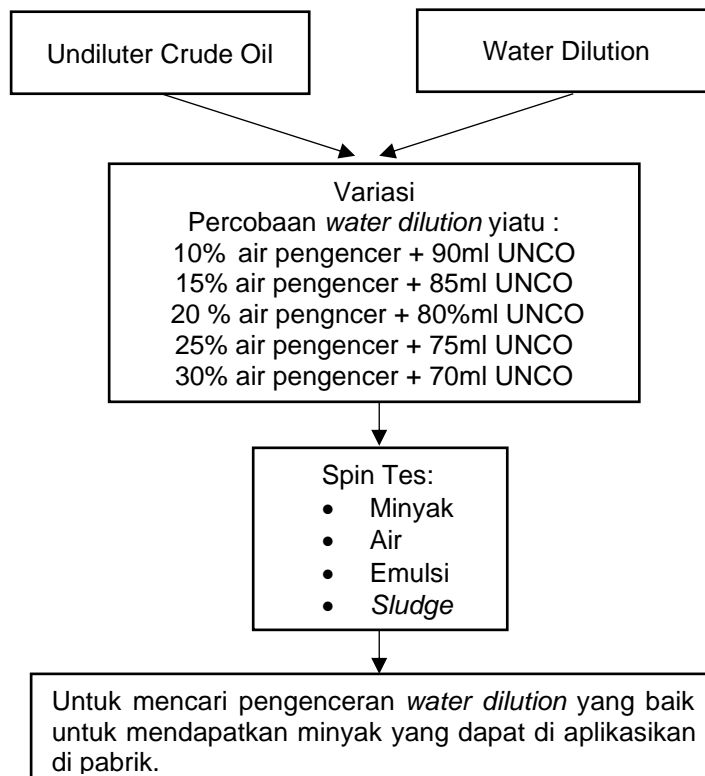 Undiluter Crude Oil
Water Dilution
Variasi
Percobaan water dilution yiatu :
10% air pengencer + 90ml UNCO
15% air pengencer + 85ml UNCO
20 % air pengncer + 80%ml UNCO
25% air pengencer + 75ml UNCO
30% air pengencer + 70ml UNCO
Spin Tes:
• Minyak
• Air
• Emulsi
• Sludge
Untuk mencari pengenceran water dilution yang baik
untuk mendapatkan minyak yang dapat di aplikasikan
di pabrik.